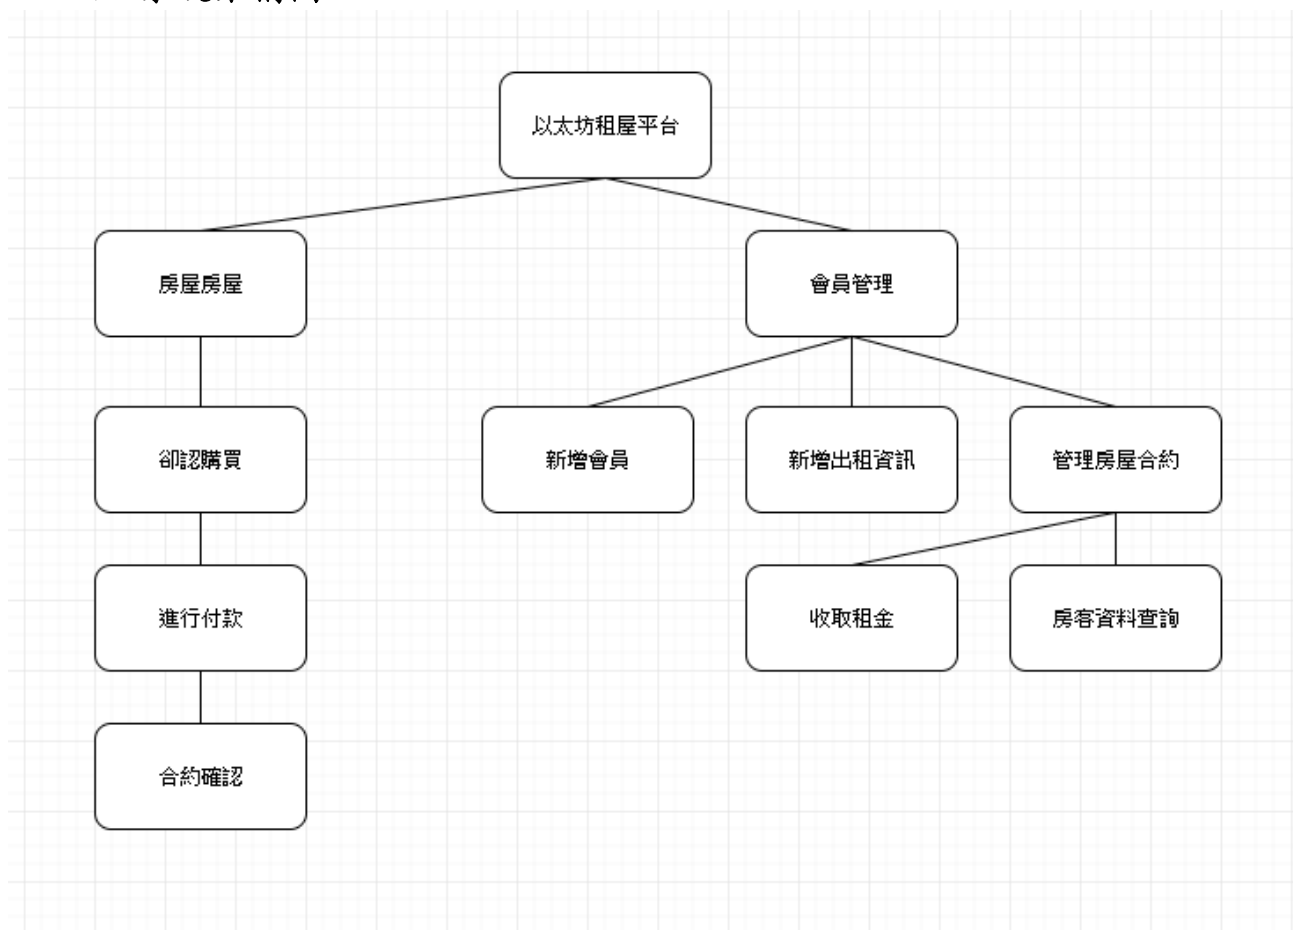 以太坊租屋平台
房屋房屋
會員管理
卻認購買
新增會員
新增出租資訊
管理房屋合約
進行付款
收取租金
房客資料查詢
合約確認